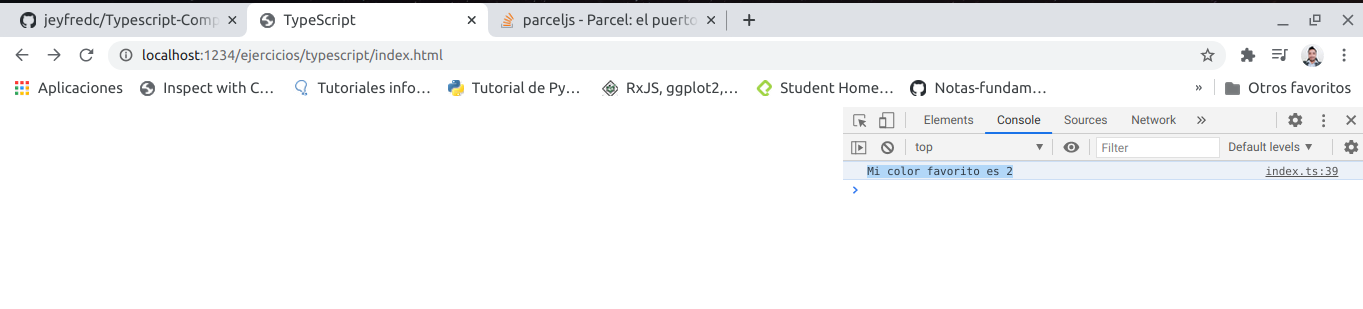 jeyfredc/Typescript-Comp TypeScript parceljs - Parcel: el puerto
localhost:1234/ejercicios/typescript/index.html
Aplicaciones Inspect with C… Tutoriales info… Tutorial de Py… RxJS, ggplot2,… Student Home… Notas-fundam… » Otros favoritos
Elements Console Sources Network »
top Filter Default levels
Mi color favorito es 2 index.ts:39